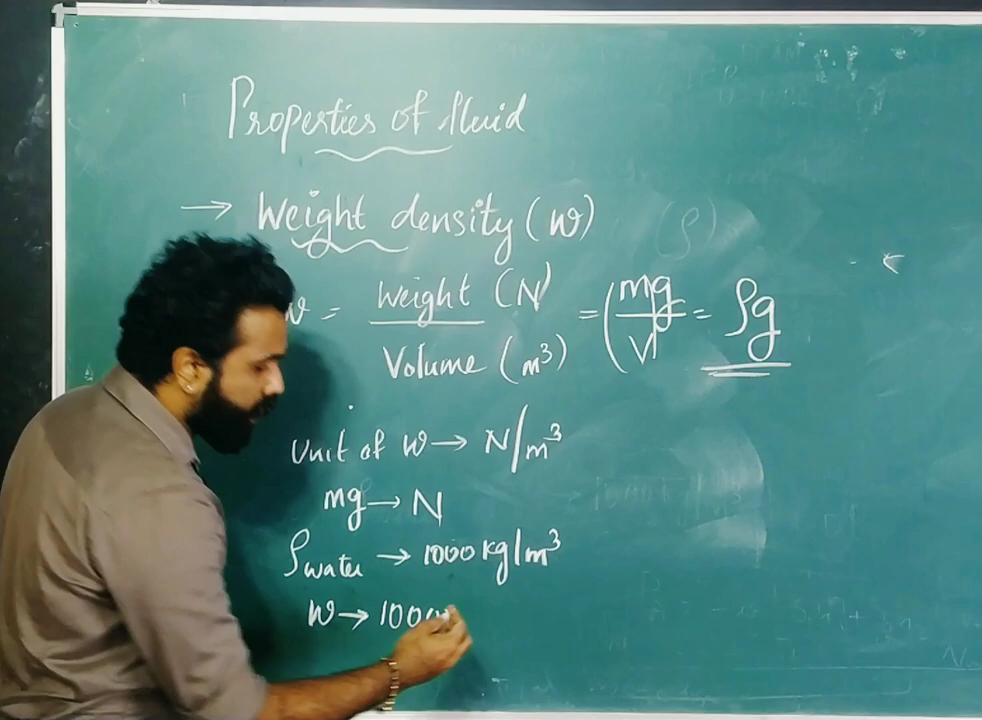 Properties of fluid
→ Weight density (w)
w = Weight (N) / Volume (m³) = (mg / V) = ρg
Unit of w → N/m³
mg → N
ρwater → 1000 kg/m³
w → 1000